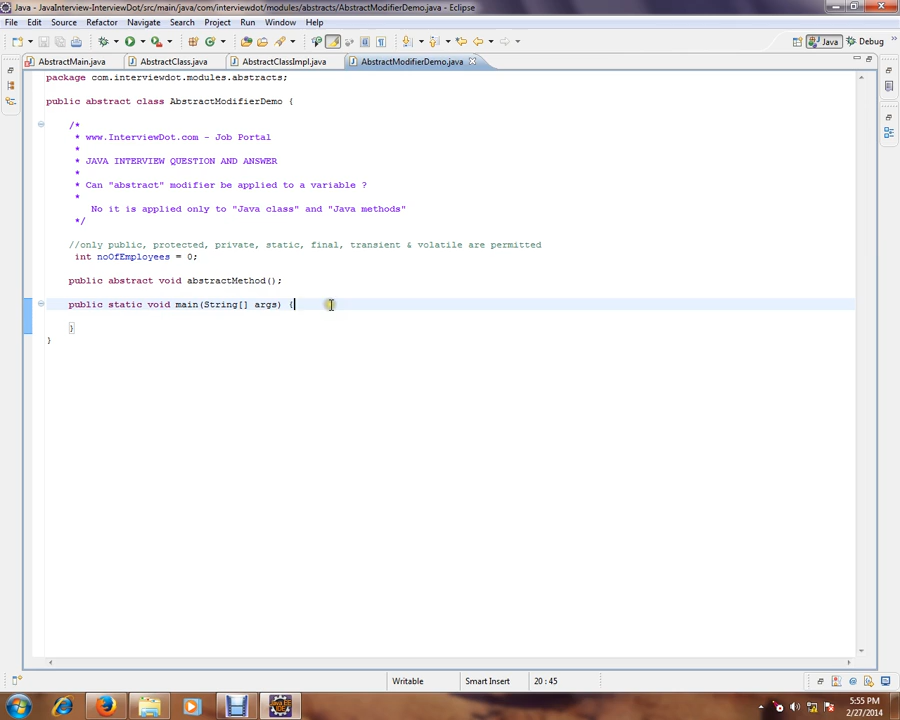 Java - JavaInterview-InterviewDot/src/main/java/com/interviewdot/modules/abstracts/AbstractModifierDemo.java - Eclipse
File Edit Source Refactor Navigate Search Project Run Window Help
Java Debug
AbstractMain.java AbstractClass.java AbstractClassImpl.java AbstractModifierDemo.java
package com.interviewdot.modules.abstracts;
public abstract class AbstractModifierDemo {
/*
* www.InterviewDot.com - Job Portal
*
* JAVA INTERVIEW QUESTION AND ANSWER
*
* Can "abstract" modifier be applied to a variable ?
*
No it is applied only to "Java class" and "Java methods"
*/
//only public, protected, private, static, final, transient & volatile are permitted
int noOfEmployees = 0;
public abstract void abstractMethod();
public static void main(String[] args) {
}
}
Writable Smart Insert 20 : 45
5:55 PM
2/27/2014